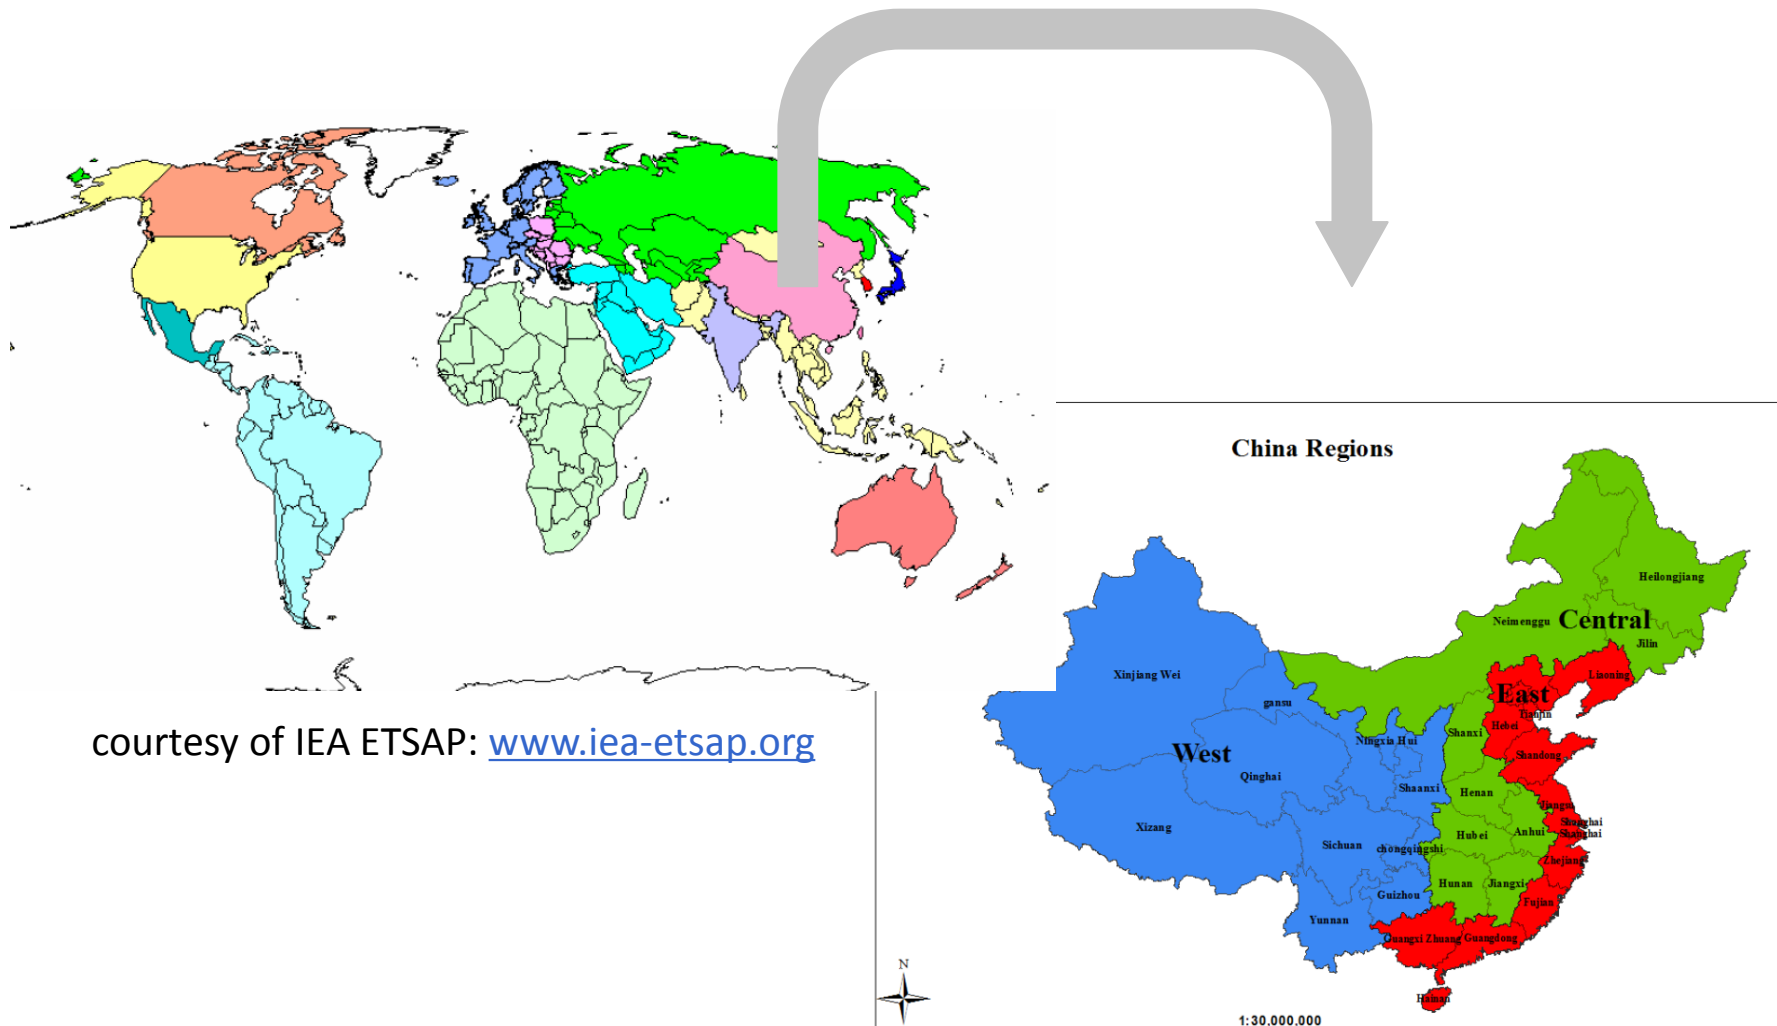 China Regions
Heilongjiang
Neimenggu
Central
Jilin
Xinjiang Wei
Liaoning
gansu
East
Tianjin
Hebei
Shanxi
courtesy of IEA ETSAP: www.iea-etsap.org
Ningxia Hui
West
Shandong
Qinghai
Shaanxi
Henan
Jiangsu
Xizang
Shanghai
Shanghai
Hubei
Anhui
Sichuan
chongqingshi
Zhejiang
Hunan
Jiangxi
Guizhou
Fujian
Yunnan
Guangxi Zhuang
Guangdong
N
Hainan
1:30,000,000